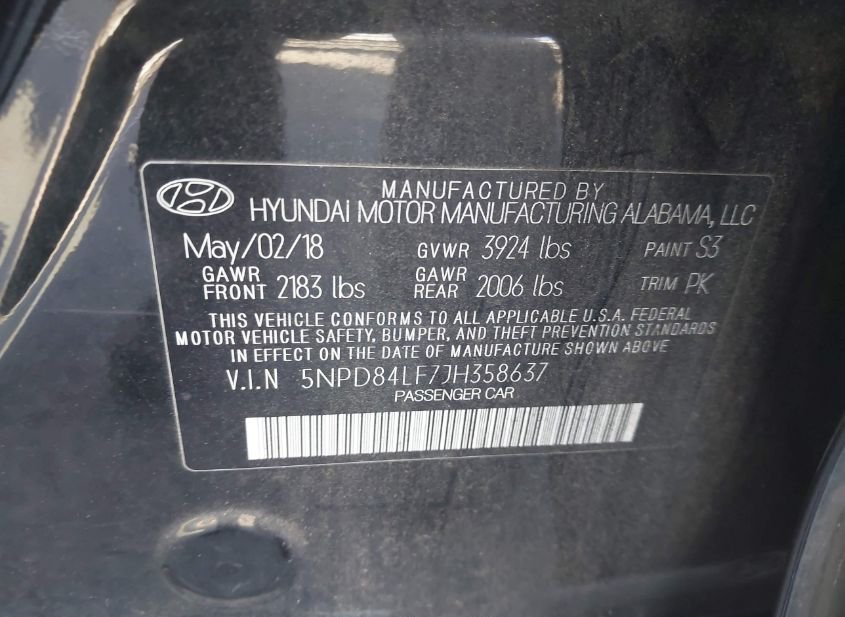 MANUFACTURED BY
HYUNDAI MOTOR MANUFACTURING ALABAMA, LLC
May/02/18 GVWR 3924 lbs PAINT S3
GAWR FRONT 2183 lbs GAWR REAR 2006 lbs TRIM PK
THIS VEHICLE CONFORMS TO ALL APPLICABLE U.S.A. FEDERAL
MOTOR VEHICLE SAFETY, BUMPER, AND THEFT PREVENTION STANDARDS
IN EFFECT ON THE DATE OF MANUFACTURE SHOWN ABOVE
V.I.N 5NPD84LF7JH358637
PASSENGER CAR